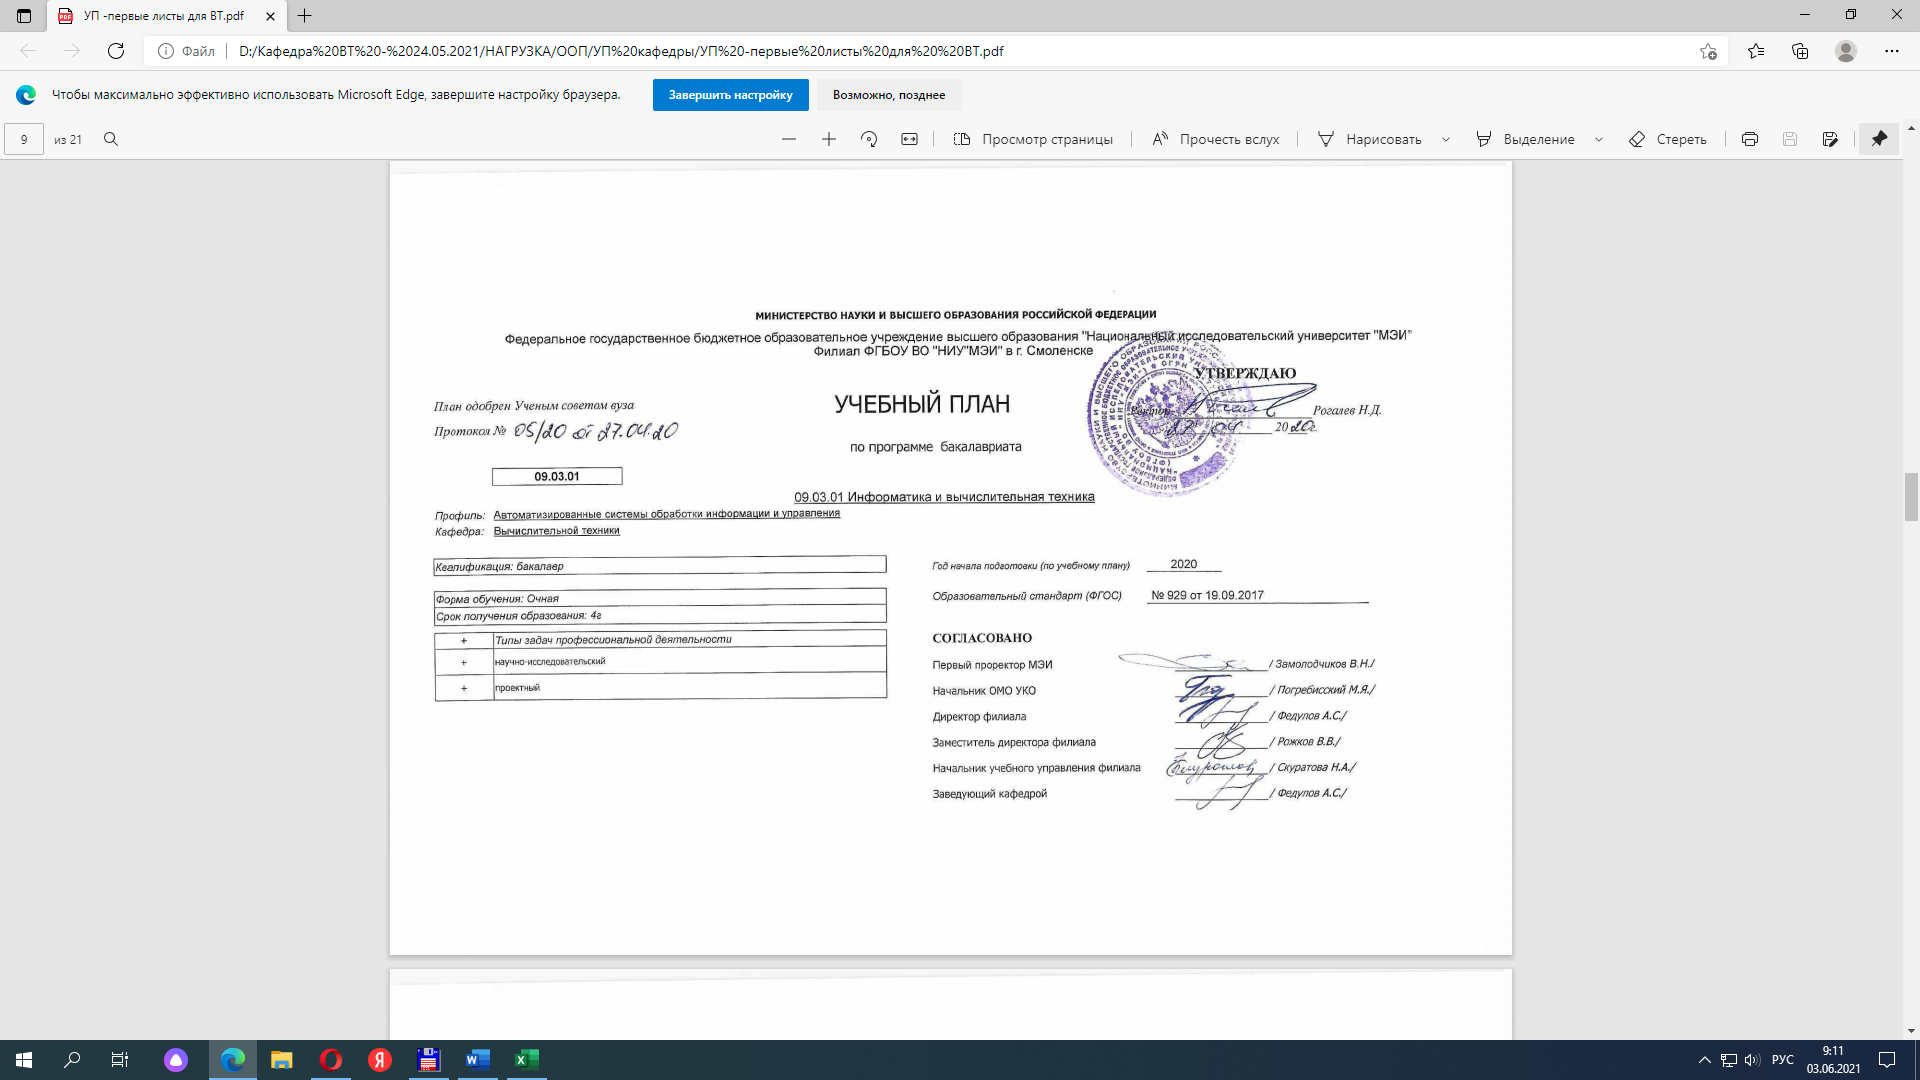 УП -первые листы для ВТ.pdf
Файл
D:/Кафедра%20ВТ%20-%2024.05.2021/НАГРУЗКА/ООП/УП%20кафедры/УП%20-первые%20листы%20для%20%20ВТ.pdf
Чтобы максимально эффективно использовать Microsoft Edge, завершите настройку браузера.
Завершить настройку
Возможно, позднее
9 из 21
Просмотр страницы
Прочесть вслух
Нарисовать
Выделение
Стереть
МИНИСТЕРСТВО НАУКИ И ВЫСШЕГО ОБРАЗОВАНИЯ РОССИЙСКОЙ ФЕДЕРАЦИИ
Федеральное государственное бюджетное образовательное учреждение высшего образования "Национальный исследовательский университет "МЭИ"
Филиал ФГБОУ ВО "НИУ"МЭИ" в г. Смоленске
УТВЕРЖДАЮ
План одобрен Ученым советом вуза
Протокол № 05/20 от 27.04.20
УЧЕБНЫЙ ПЛАН
по программе бакалавриата
Ректор Рогалев Н.Д.
27 04 2020г.
09.03.01
09.03.01 Информатика и вычислительная техника
Профиль: Автоматизированные системы обработки информации и управления
Кафедра: Вычислительной техники
Квалификация: бакалавр
Форма обучения: Очная
Срок получения образования: 4г
+ Типы задач профессиональной деятельности
+ научно-исследовательский
+ проектный
Год начала подготовки (по учебному плану) 2020
Образовательный стандарт (ФГОС) № 929 от 19.09.2017
СОГЛАСОВАНО
Первый проректор МЭИ / Замолодчиков В.Н./
Начальник ОМО УКО / Погребисский М.Я./
Директор филиала / Федулов А.С./
Заместитель директора филиала / Рожков В.В./
Начальник учебного управления филиала / Скуратова Н.А./
Заведующий кафедрой / Федулов А.С./
РУС
9:11
03.06.2021